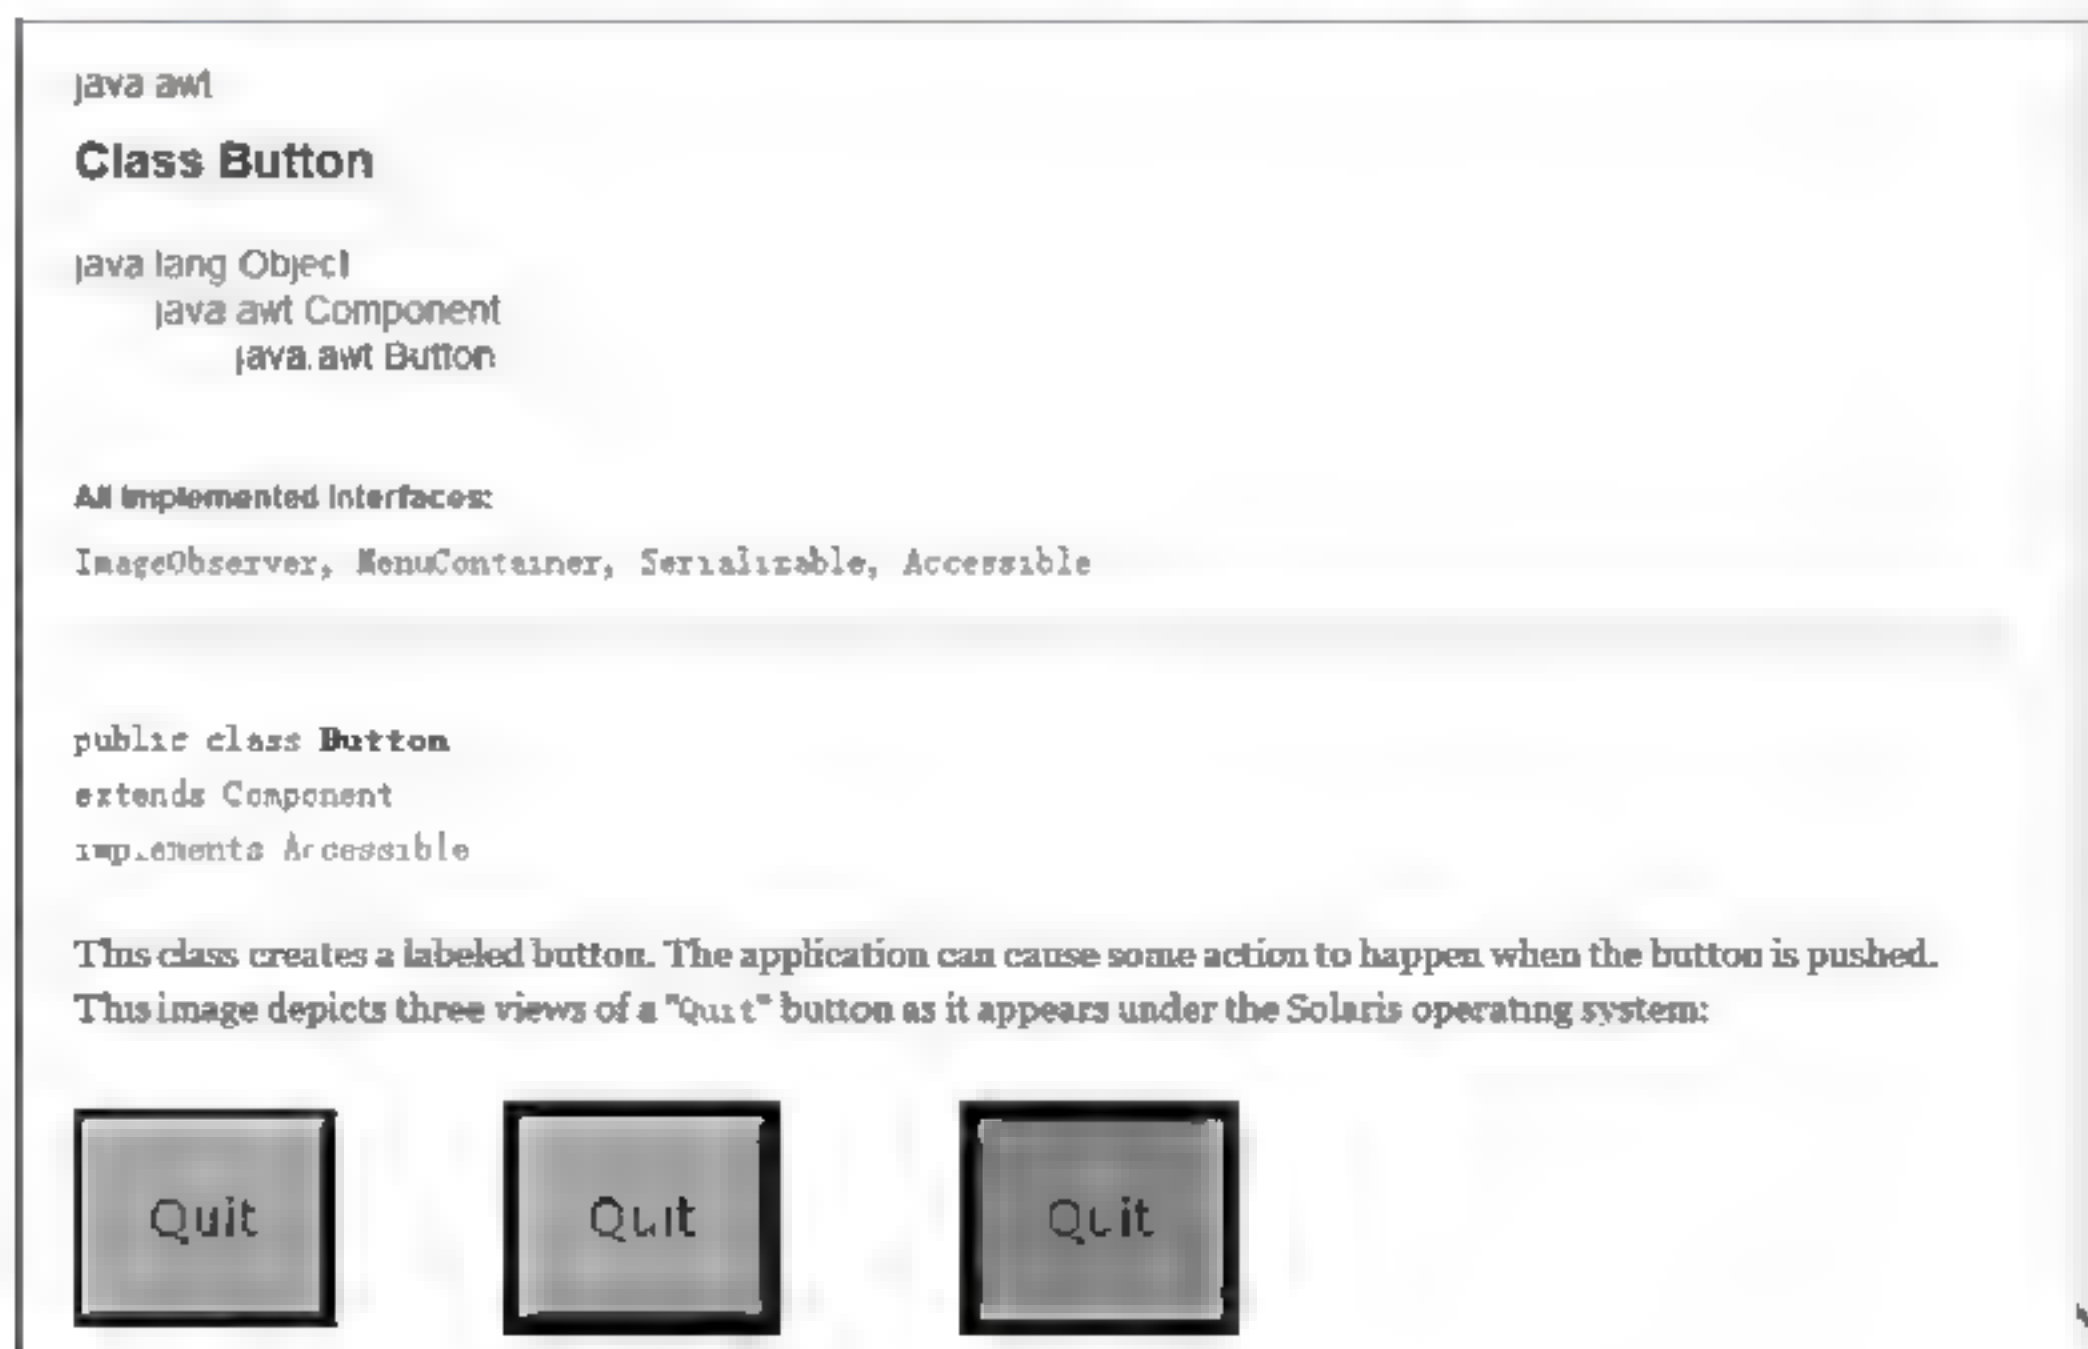 java.awt
Class Button
java.lang.Object
java.awt.Component
java.awt.Button
All Implemented Interfaces:
ImageObserver, MenuContainer, Serializable, Accessible
public class Button
extends Component
implements Accessible
This class creates a labeled button. The application can cause some action to happen when the button is pushed.
This image depicts three views of a "Quit" button as it appears under the Solaris operating system:
Quit Quit Quit